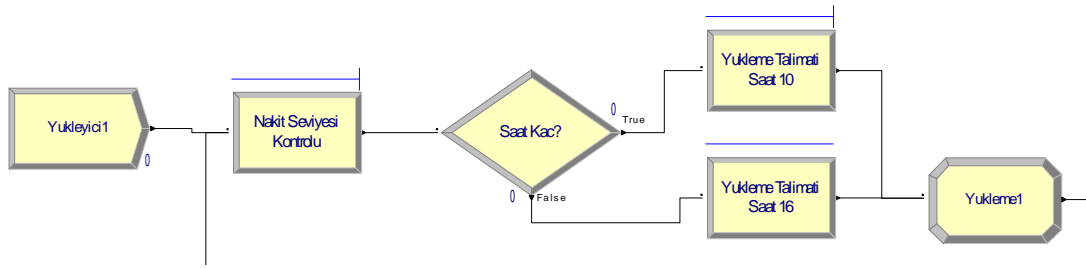 Yukleyici1
0
Nakit Seviyesi
Kontrolu
Saat Kac?
0
True
0
False
Yukleme Talimati
Saat 10
Yukleme Talimati
Saat 16
Yukleme1